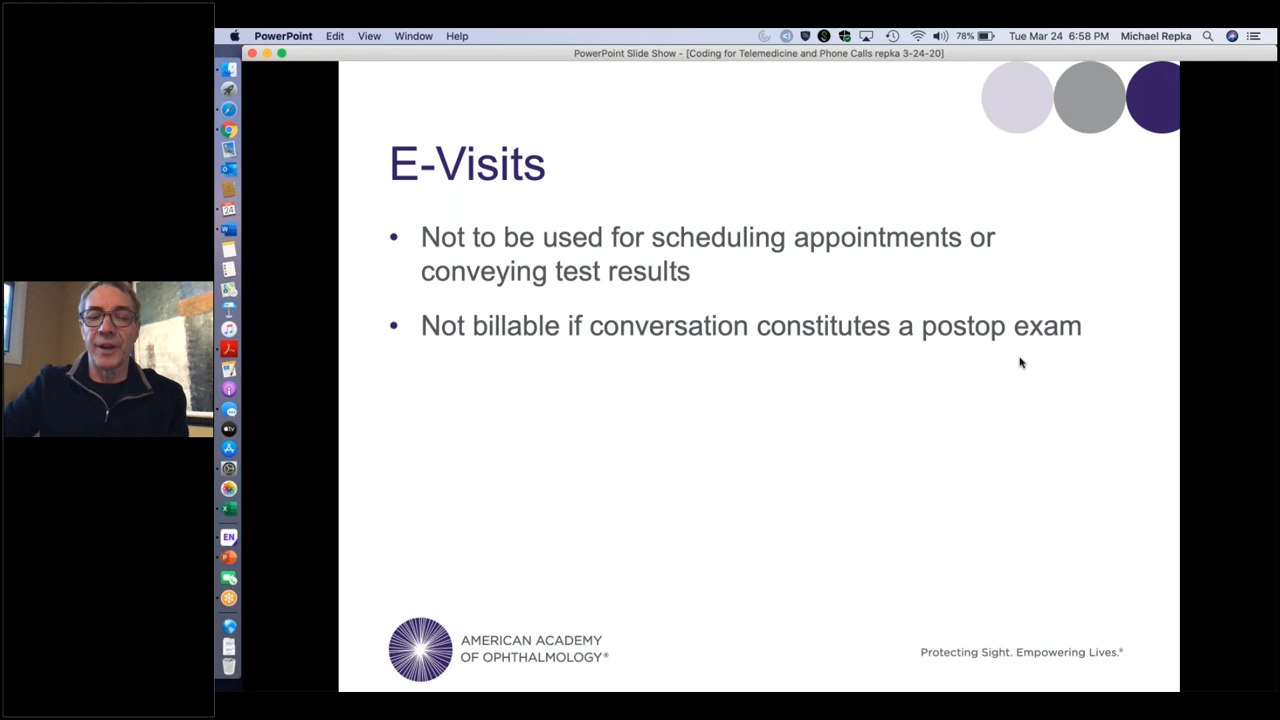 PowerPoint Edit View Window Help
78% Tue Mar 24 6:58 PM Michael Repka
PowerPoint Slide Show - [Coding for Telemedicine and Phone Calls repka 3-24-20]
E-Visits
• Not to be used for scheduling appointments or
conveying test results
• Not billable if conversation constitutes a postop exam
24
EN
AMERICAN ACADEMY
OF OPHTHALMOLOGY®
Protecting Sight. Empowering Lives.®